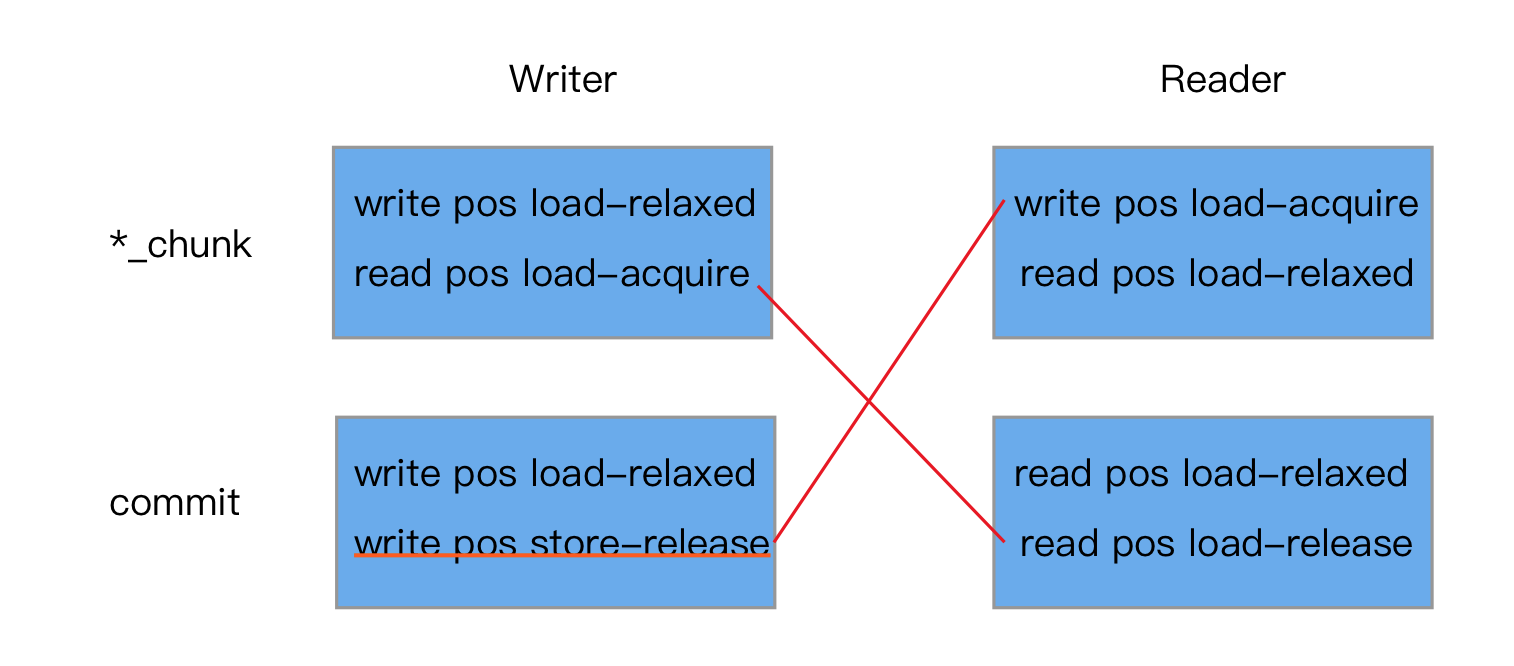 Writer
Reader
*_chunk
write pos load-relaxed
read pos load-acquire
write pos load-acquire
read pos load-relaxed
commit
write pos load-relaxed
write pos store-release
read pos load-relaxed
read pos load-release